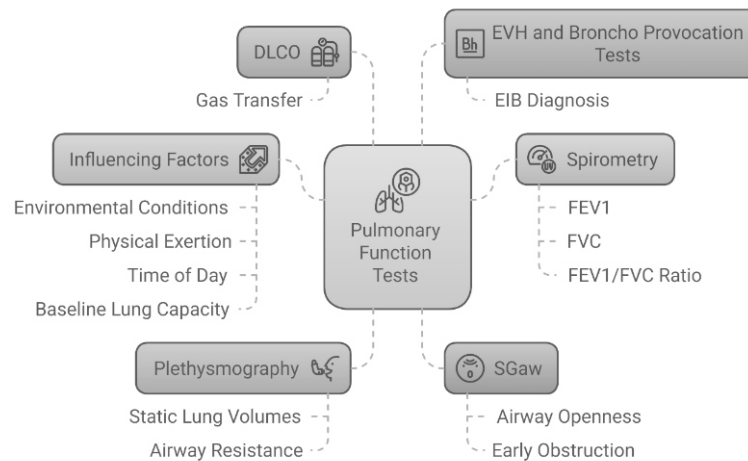 DLCO
Gas Transfer
Bh
EVH and Broncho Provocation
Tests
EIB Diagnosis
Influencing Factors
Environmental Conditions
Physical Exertion
Time of Day
Baseline Lung Capacity
Pulmonary
Function
Tests
Spirometry
FEV1
FVC
FEV1/FVC Ratio
Plethysmography
Static Lung Volumes
Airway Resistance
SGaw
Airway Openness
Early Obstruction